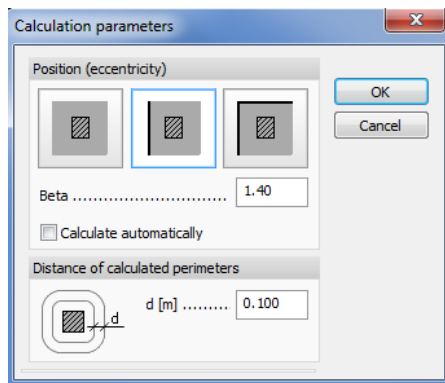 Calculation parameters
Position (eccentricity)
OK
Cancel
Beta .............................. 1.40
Calculate automatically
Distance of calculated perimeters
d [m] ......... 0.100
d